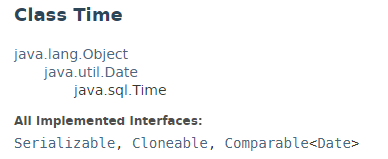 Class Time
java.lang.Object
java.util.Date
java.sql.Time
All Implemented Interfaces:
Serializable, Cloneable, Comparable<Date>